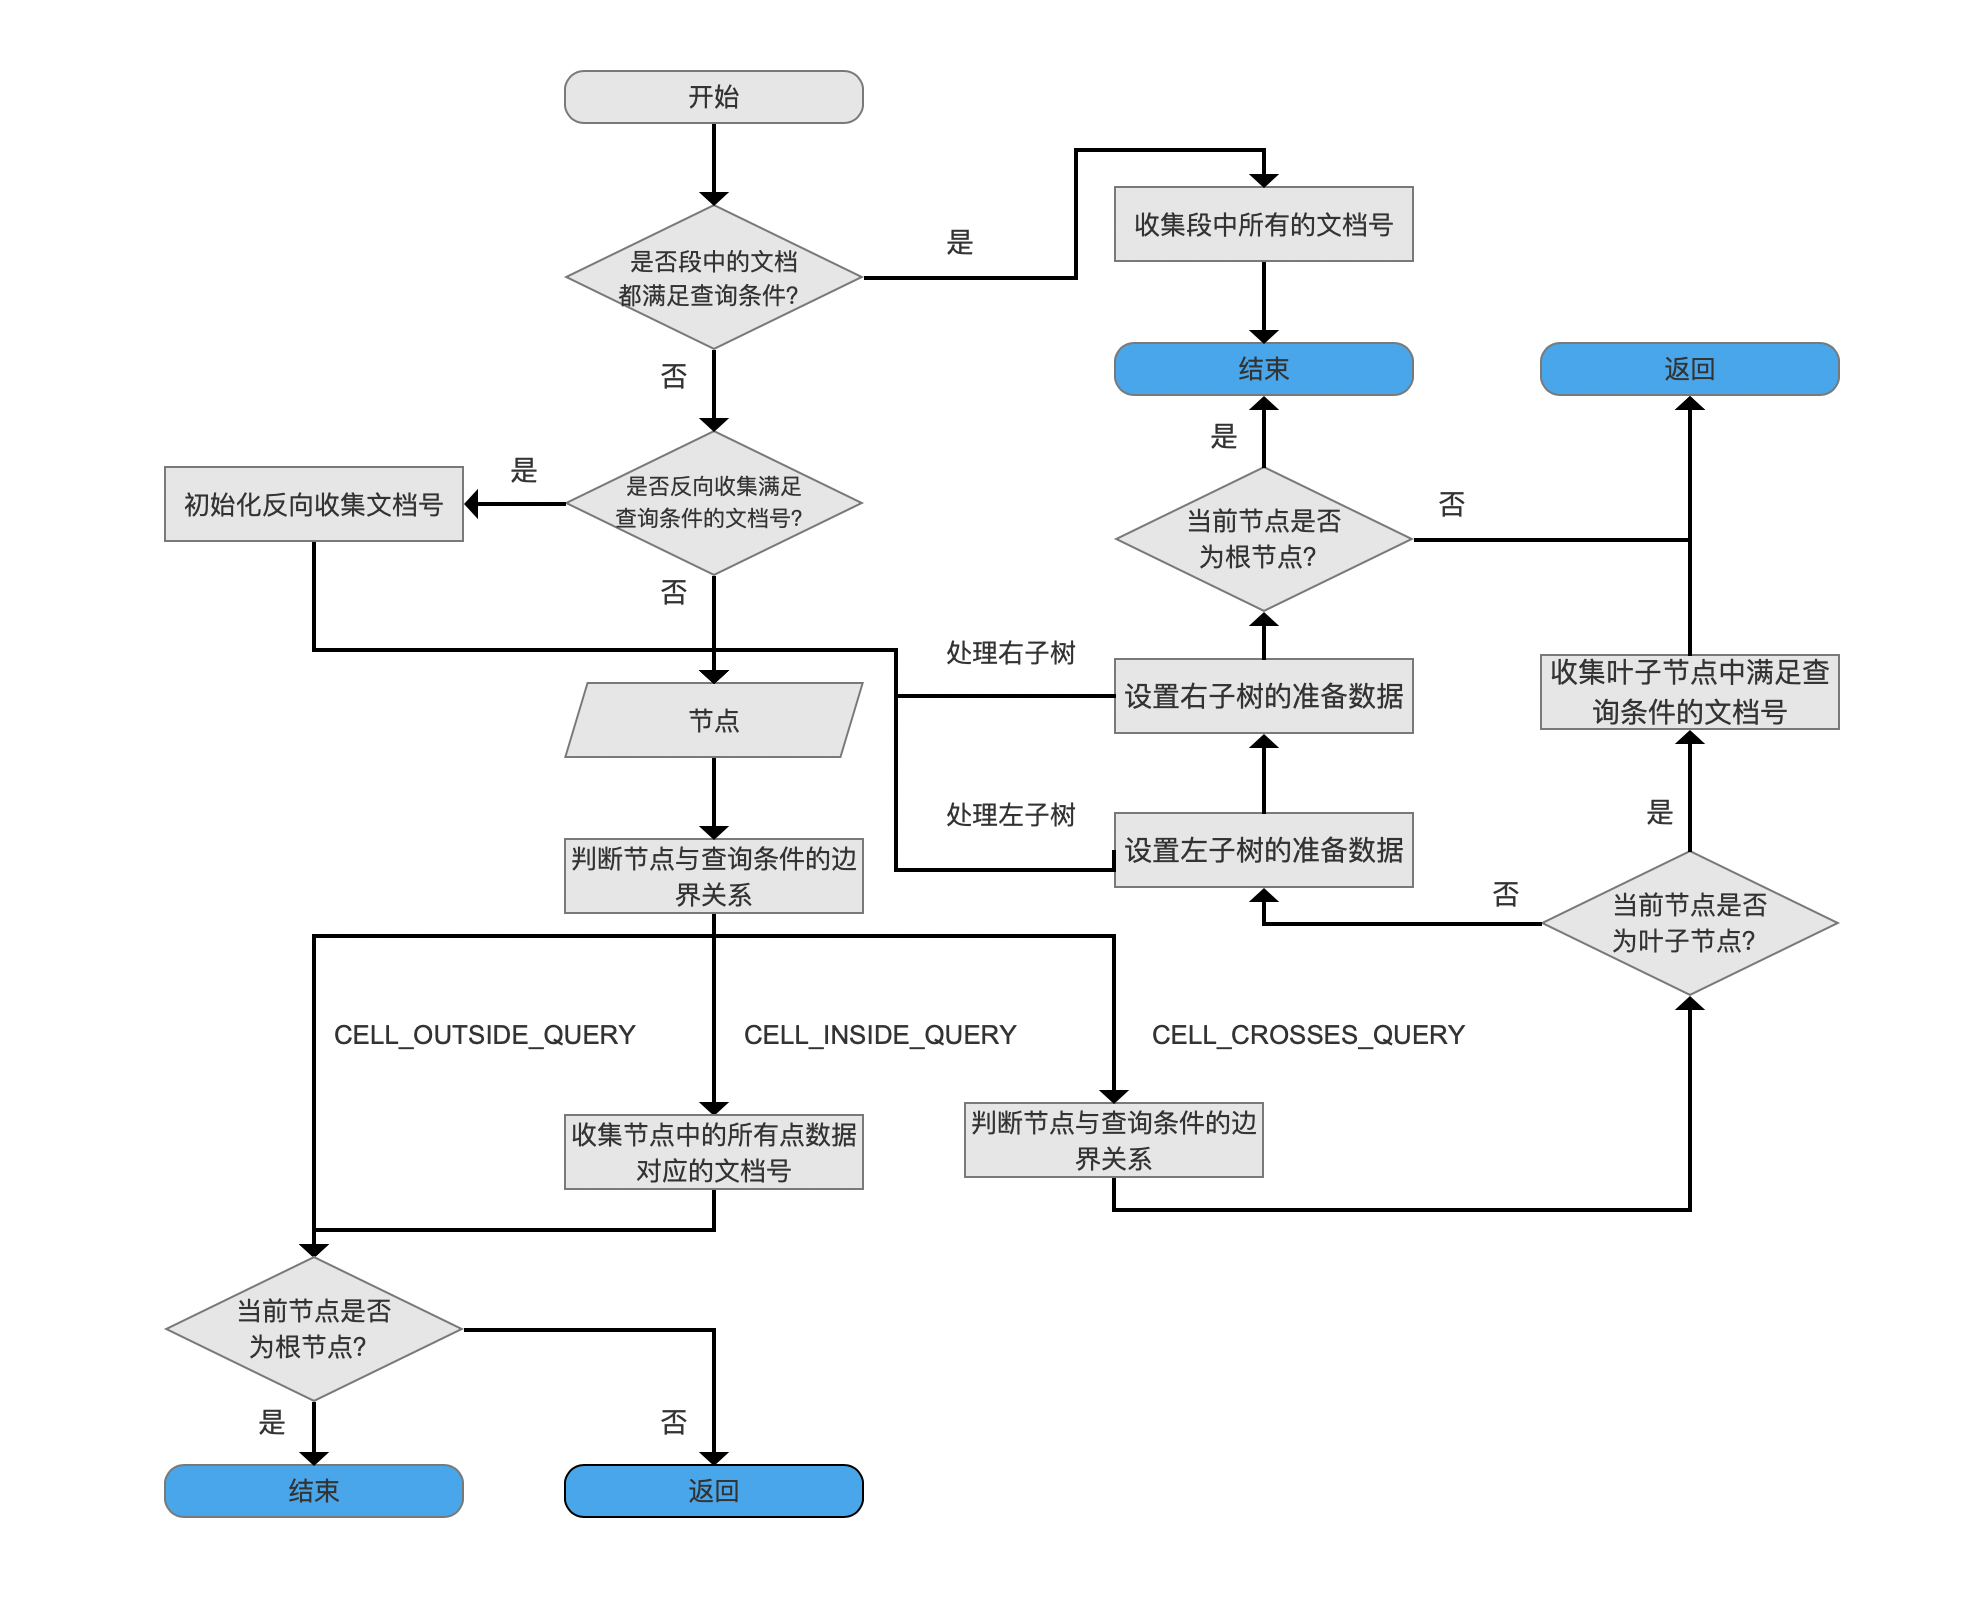 开始
是否段中的文档
都满足查询条件?
是
收集段中所有的文档号
否
结束
返回
是
是否反向收集满足
查询条件的文档号?
是
初始化反向收集文档号
否
当前节点是否
为根节点?
否
处理右子树
设置右子树的准备数据
收集叶子节点中满足查
询条件的文档号
节点
处理左子树
设置左子树的准备数据
是
判断节点与查询条件的边
界关系
否
当前节点是否
为叶子节点?
CELL_OUTSIDE_QUERY
CELL_INSIDE_QUERY
CELL_CROSSES_QUERY
收集节点中的所有点数据
对应的文档号
判断节点与查询条件的边
界关系
当前节点是否
为根节点?
是
否
结束
返回